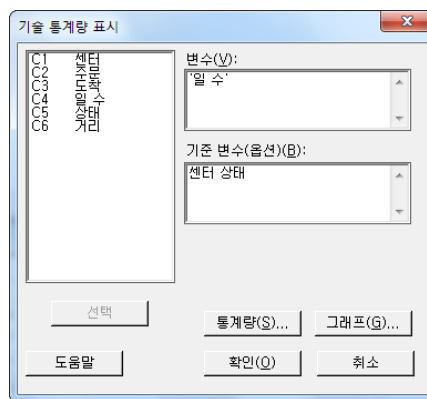 기술 통계량 표시
C1 센터
C2 주문
C3 도착
C4 일 수
C5 상태
C6 거리
변수(V):
'일 수'
기준 변수(옵션)(B):
센터 상태
선택
통계량(S)...
그래프(G)...
도움말
확인(O)
취소